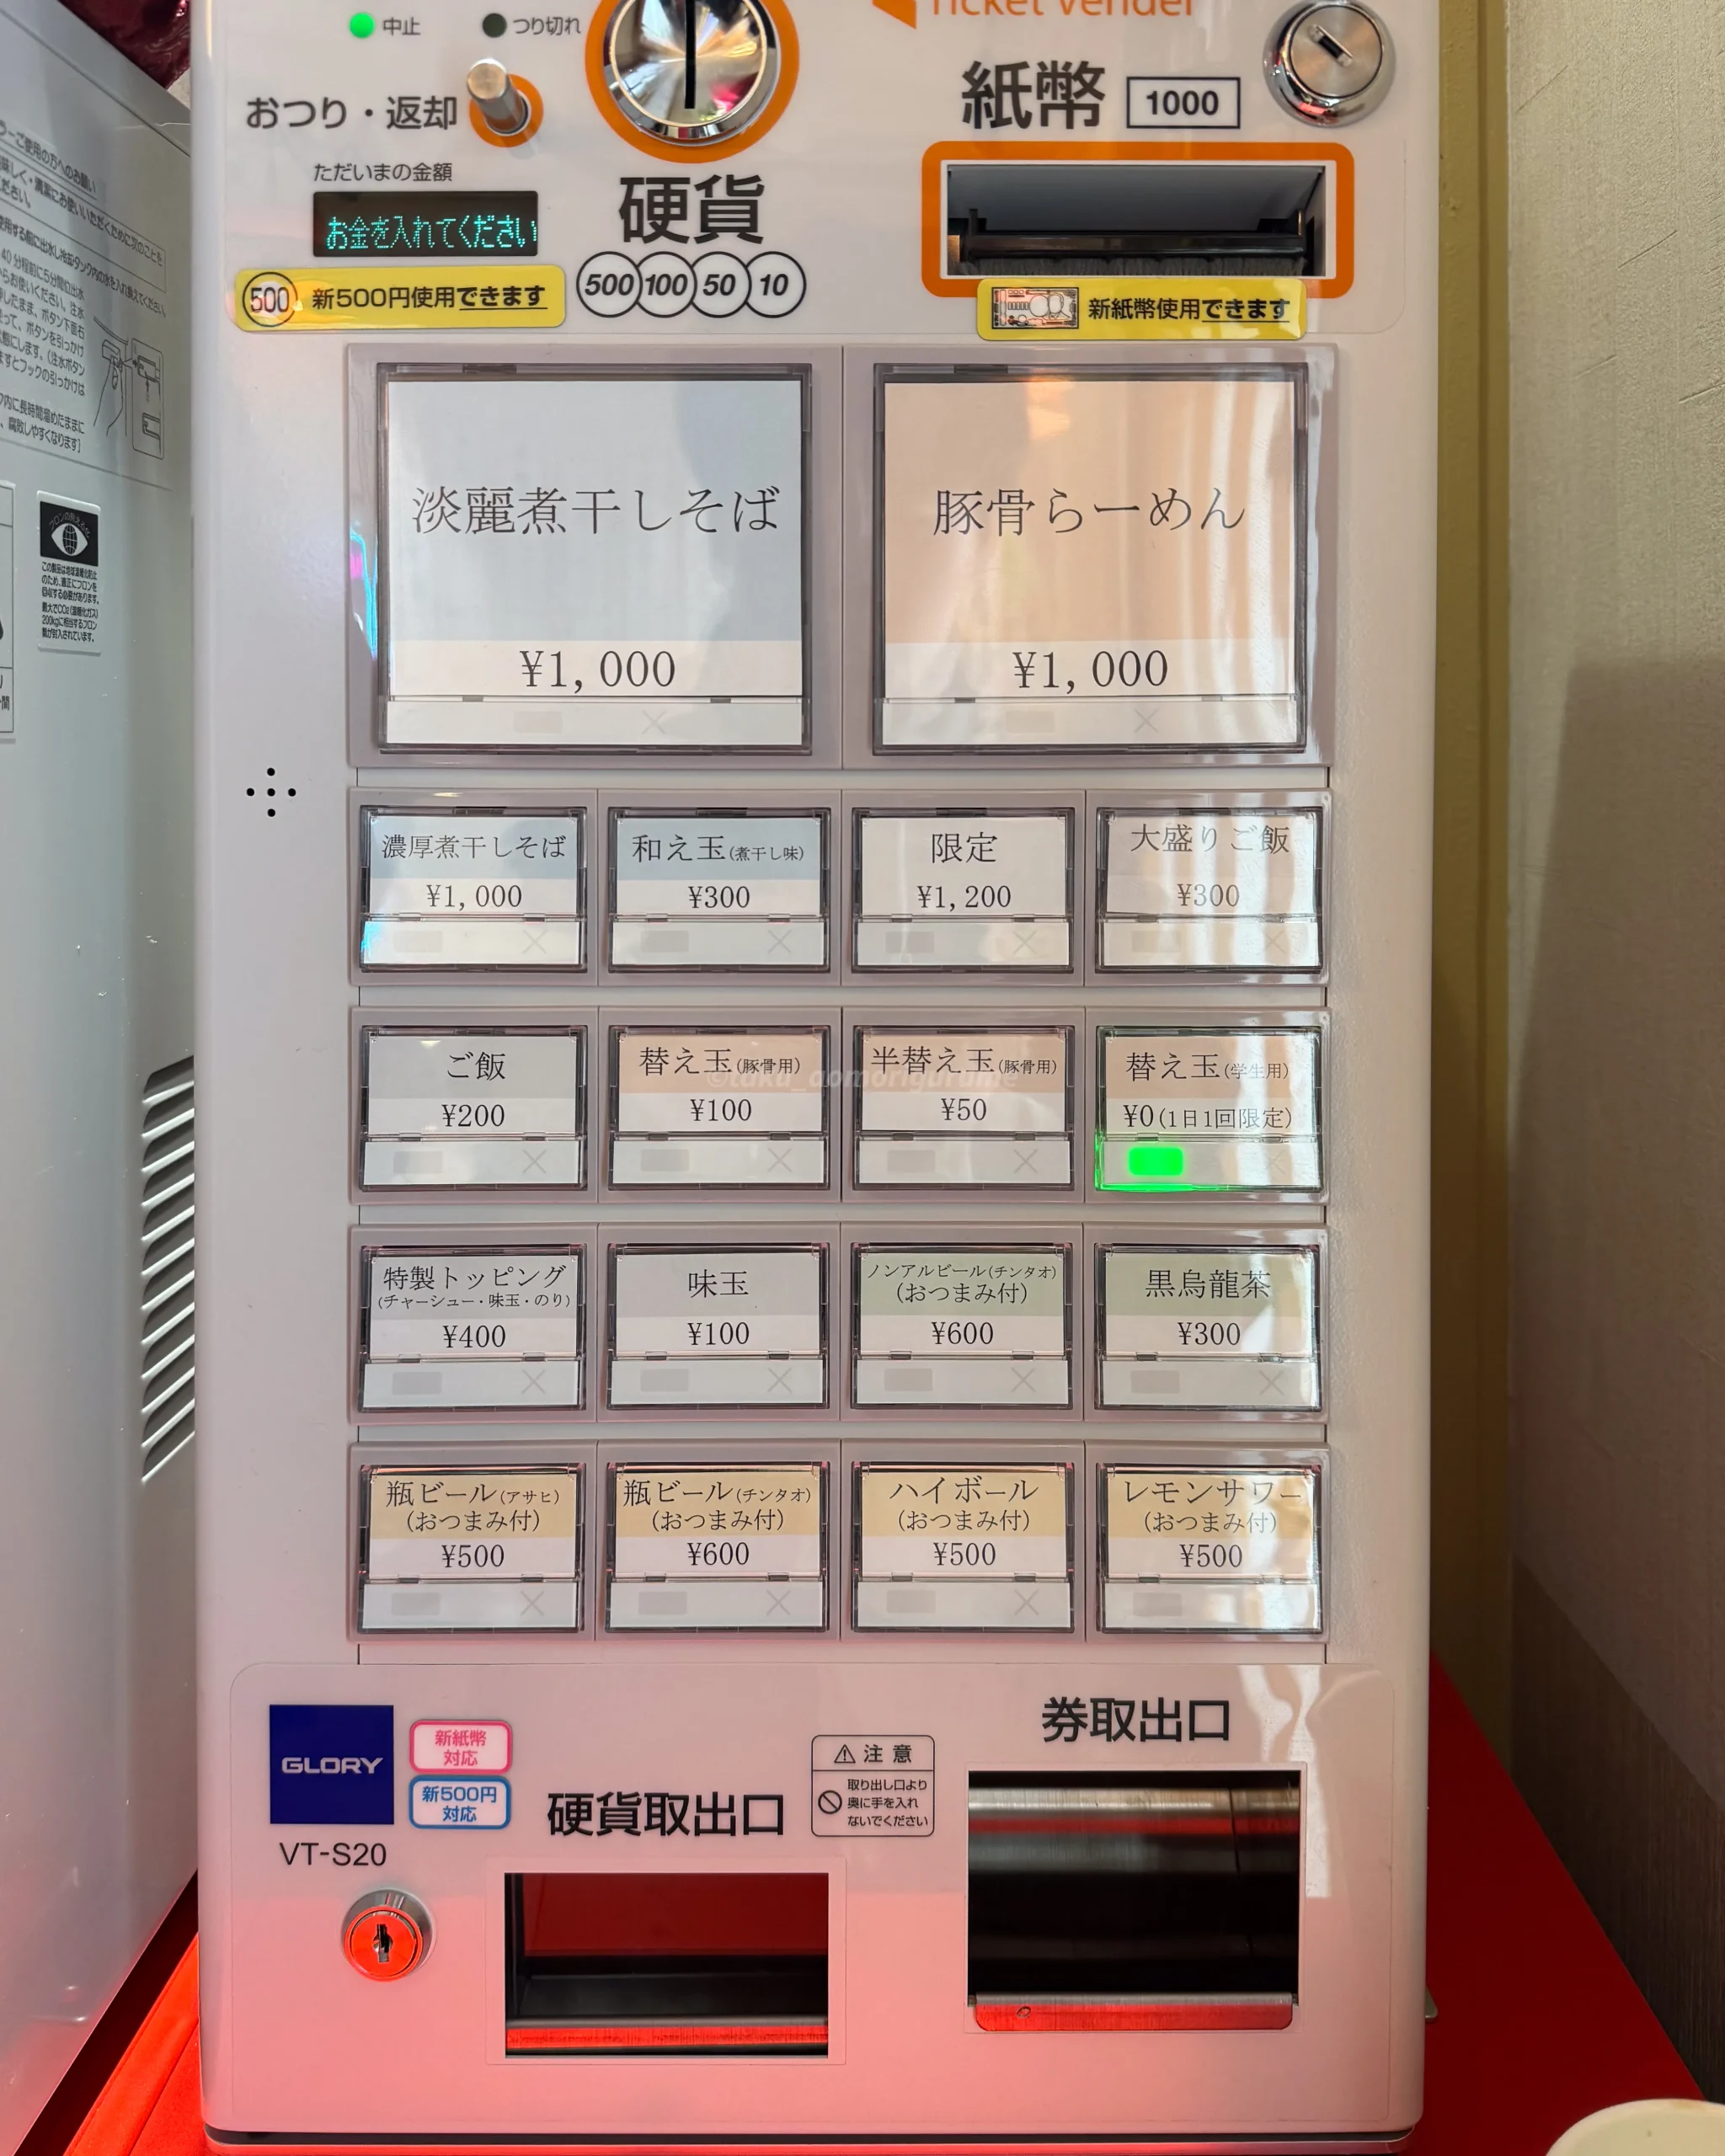 Ticket Vender
中止
つり切れ
おつり・返却
紙幣 1000
ただいまの金額
お金を入れてください
硬貨
500 100 50 10
500 新500円使用できます
新紙幣使用できます
淡麗煮干しそば
¥1,000
豚骨らーめん
¥1,000
濃厚煮干しそば
¥1,000
和え玉(煮干し味)
¥300
限定
¥1,200
大盛りご飯
¥300
ご飯
¥200
替え玉(豚骨用)
¥100
半替え玉(豚骨用)
¥50
替え玉(学生用)
¥0(1日1回限定)
©taku_aomorigurume
特製トッピング
(チャーシュー・味玉・のり)
¥400
味玉
¥100
ノンアルビール(チンタオ)
(おつまみ付)
¥600
黒烏龍茶
¥300
瓶ビール(アサヒ)
(おつまみ付)
¥500
瓶ビール(チンタオ)
(おつまみ付)
¥600
ハイボール
(おつまみ付)
¥500
レモンサワー
(おつまみ付)
¥500
GLORY
VT-S20
新紙幣
対応
新500円
対応
硬貨取出口
注意
取り出し口より
奥に手を入れ
ないでください
券取出口